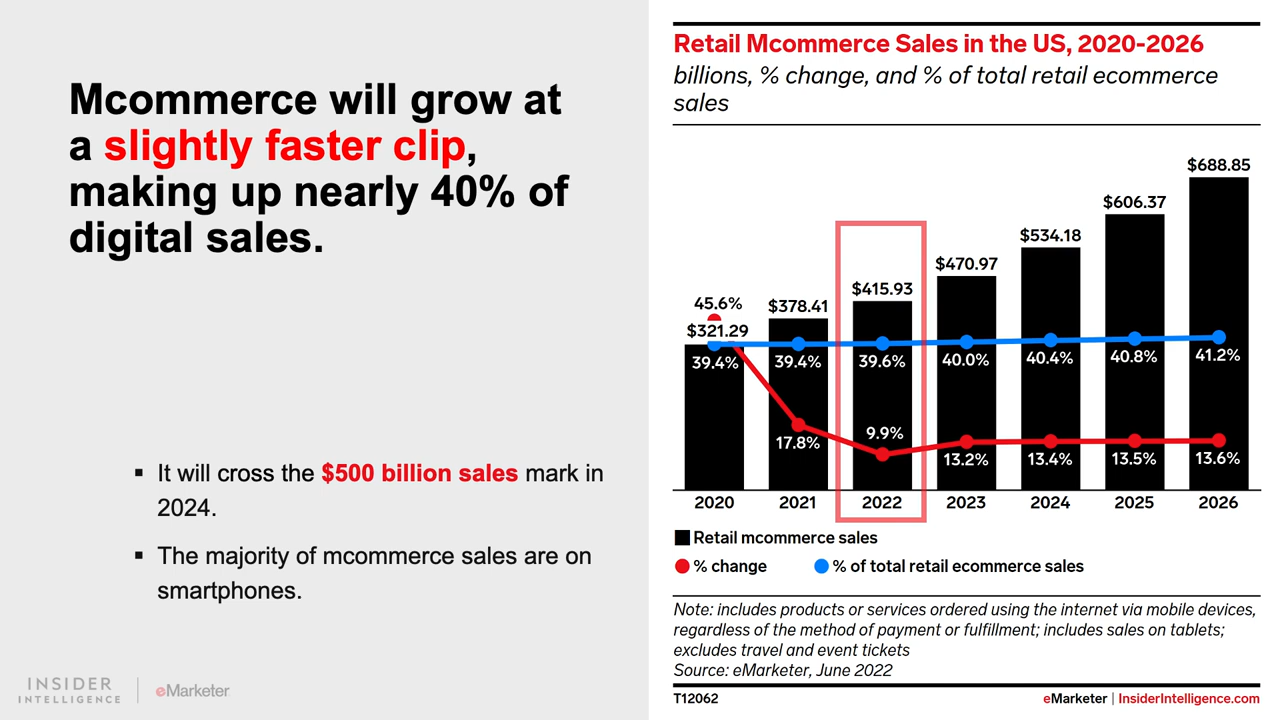 Mcommerce will grow at
a slightly faster clip,
making up nearly 40% of
digital sales.
▪ It will cross the $500 billion sales mark in
2024.
▪ The majority of mcommerce sales are on
smartphones.
INSIDER
INTELLIGENCE
eMarketer
Retail Mcommerce Sales in the US, 2020-2026
billions, % change, and % of total retail ecommerce
sales
$688.85
$606.37
$534.18
$470.97
$415.93
$378.41
45.6%
$321.29
39.4% 39.4% 39.6% 40.0% 40.4% 40.8% 41.2%
17.8% 9.9% 13.2% 13.4% 13.5% 13.6%
2020 2021 2022 2023 2024 2025 2026
Retail mcommerce sales
% change % of total retail ecommerce sales
Note: includes products or services ordered using the internet via mobile devices,
regardless of the method of payment or fulfillment; includes sales on tablets;
excludes travel and event tickets
Source: eMarketer, June 2022
T12062 eMarketer | InsiderIntelligence.com